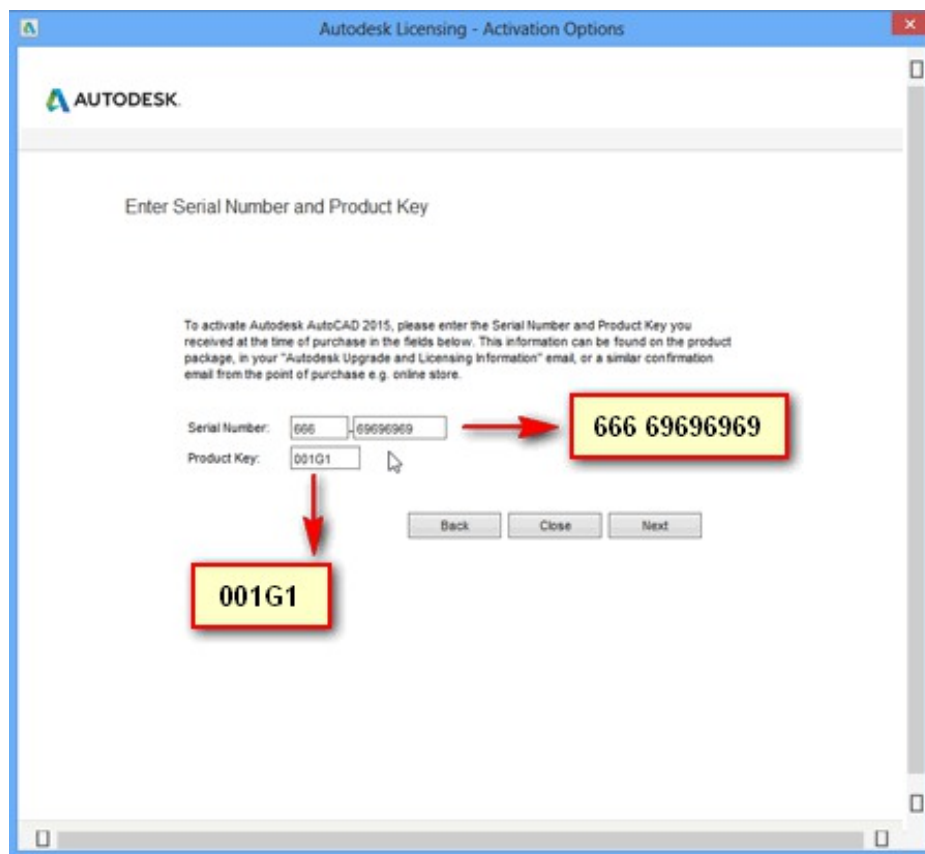 Autodesk Licensing - Activation Options
AUTODESK.
Enter Serial Number and Product Key
To activate Autodesk AutoCAD 2015, please enter the Serial Number and Product Key you
received at the time of purchase in the fields below. This information can be found on the product
package, in your "Autodesk Upgrade and Licensing Information" email, or a similar confirmation
email from the point of purchase e.g. online store.
Serial Number: 666 - 69696969
666 69696969
Product Key: 001G1
Back Close Next
001G1